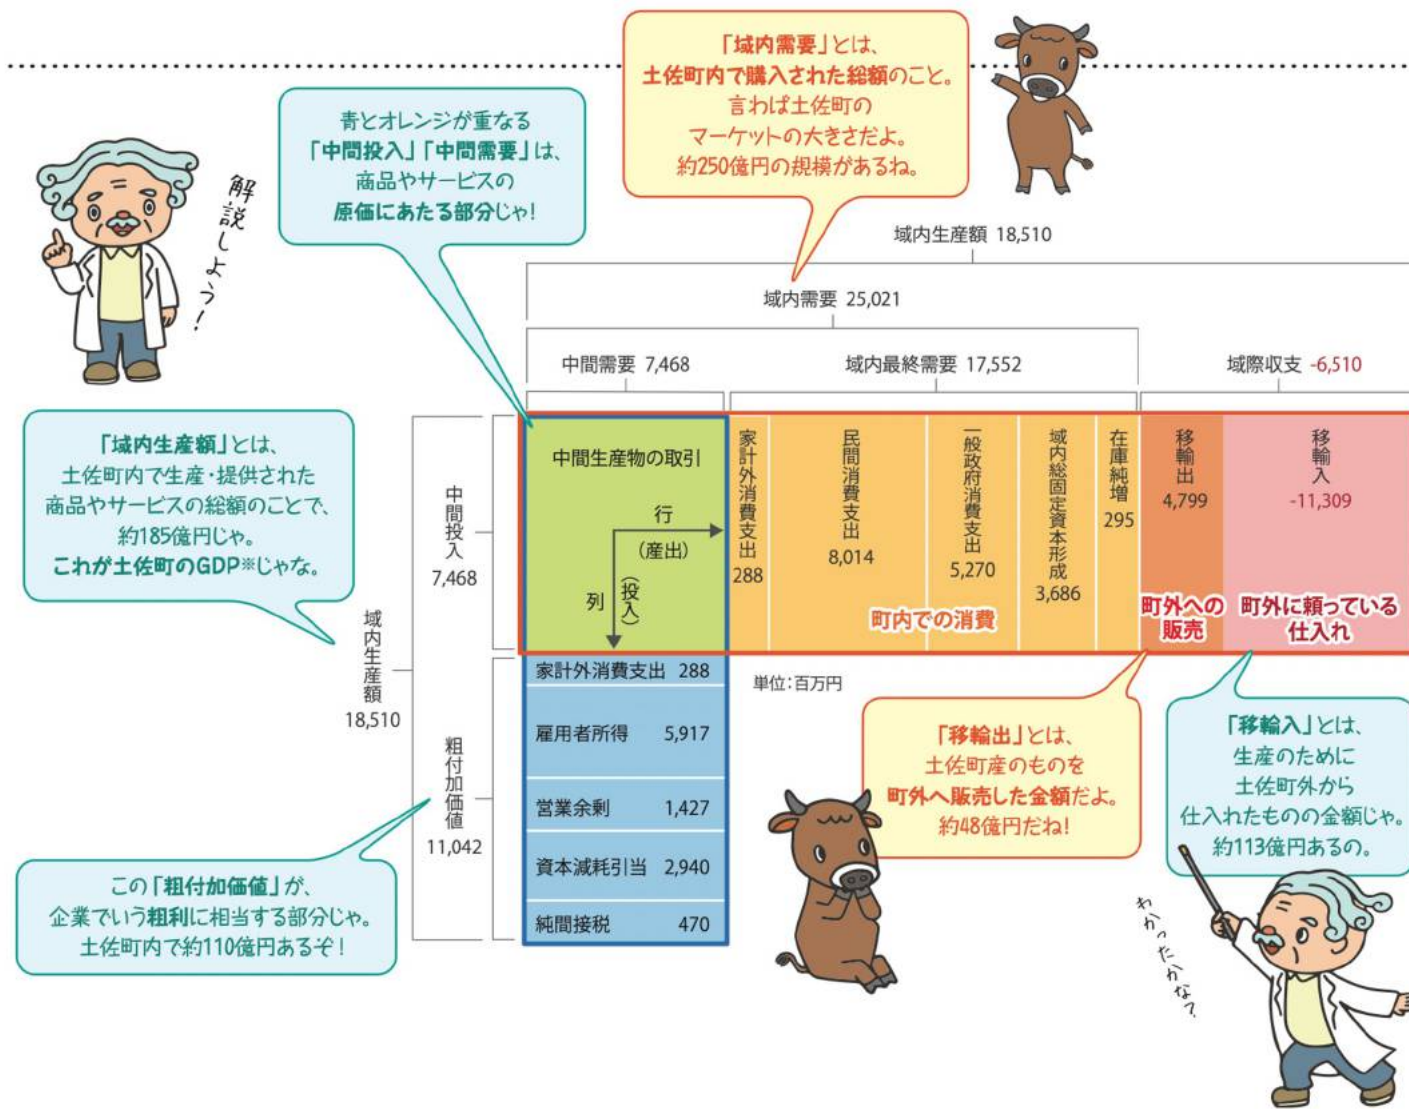 「域内需要」とは、
土佐町内で購入された総額のこと。
言わば土佐町の
マーケットの大きさだよ。
約250億円の規模があるね。
青とオレンジが重なる
「中間投入」「中間需要」は、
商品やサービスの
原価にあたる部分じゃ!
解説しよう!
域内生産額 18,510
域内需要 25,021
中間需要 7,468
域内最終需要 17,552
域際収支 -6,510
「域内生産額」とは、
土佐町内で生産・提供された
商品やサービスの総額のことで、
約185億円じゃ。
これが土佐町のGDP※じゃな。
域内生産額
18,510
中間投入
7,468
中間生産物の取引
行
(産出)
列
(投入)
家計外消費支出
288
民間消費支出
8,014
一般政府消費支出
5,270
域内総固定資本形成
3,686
在庫純増
295
移輸出
4,799
移輸入
-11,309
町内での消費
町外への
販売
町外に頼っている
仕入れ
粗付加価値
11,042
家計外消費支出 288
雇用者所得 5,917
営業余剰 1,427
資本減耗引当 2,940
純間接税 470
単位:百万円
「移輸出」とは、
土佐町産のものを
町外へ販売した金額だよ。
約48億円だね!
「移輸入」とは、
生産のために
土佐町外から
仕入れたものの金額じゃ。
約113億円あるの。
この「粗付加価値」が、
企業でいう粗利に相当する部分じゃ。
土佐町内で約110億円あるぞ!
わかったかな?